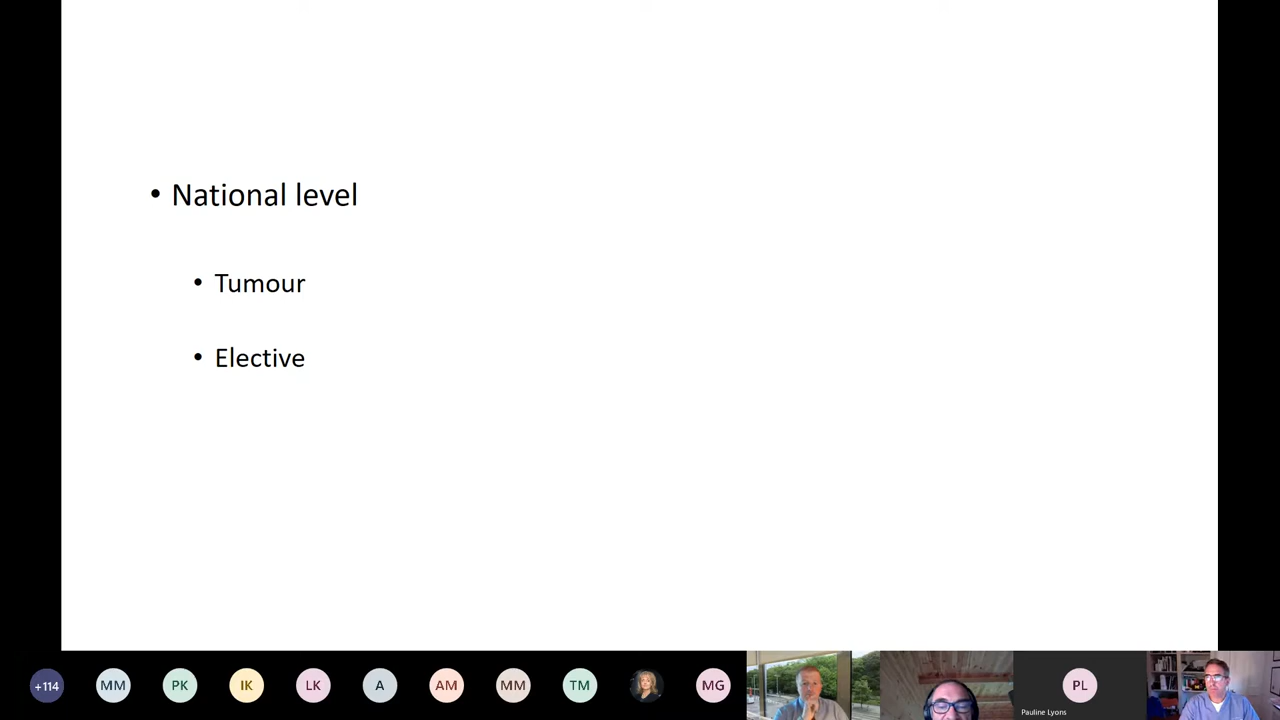 • National level
• Tumour
• Elective
+114 MM PK IK LK A AM MM TM MG PL
Pauline Lyons